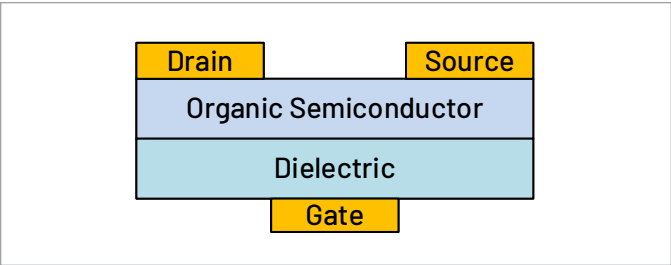 Drain
Source
Organic Semiconductor
Dielectric
Gate